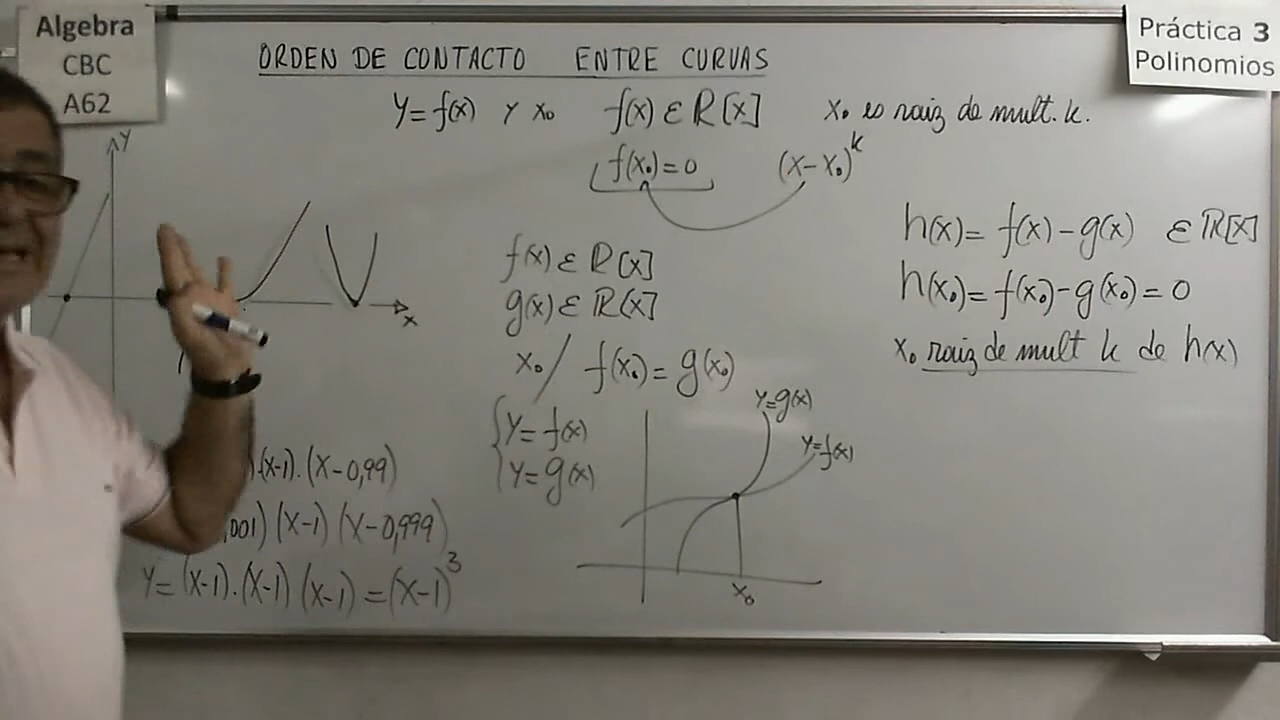 Algebra
CBC
A62
Práctica 3
Polinomios
ORDEN DE CONTACTO ENTRE CURVAS
y = f(x) y x₀ f(x) ε R[x] x₀ es raiz de mult. k.
f(x₀) = 0 (x-x₀)^k
y
x
f(x) ε R[x]
g(x) ε R[x]
x₀ / f(x₀) = g(x₀)
{ y = f(x)
y = g(x)
y=g(x)
y=f(x)
x₀
h(x) = f(x) - g(x) ε R[x]
h(x₀) = f(x₀) - g(x₀) = 0
x₀ raiz de mult k de h(x)
(x-1).(x-0,99)
,001) (x-1) (x-0,999)
y = (x-1).(x-1) (x-1) = (x-1)³